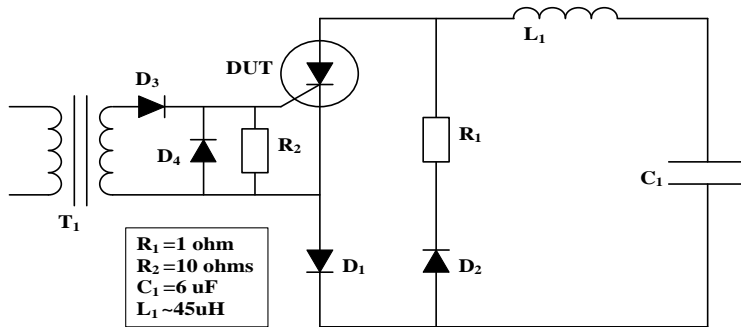 L₁
DUT
D₃
R₁
R₂
D₄
C₁
T₁
D₁
D₂
R₁ =1 ohm
R₂ =10 ohms
C₁ =6 uF
L₁ ~45uH